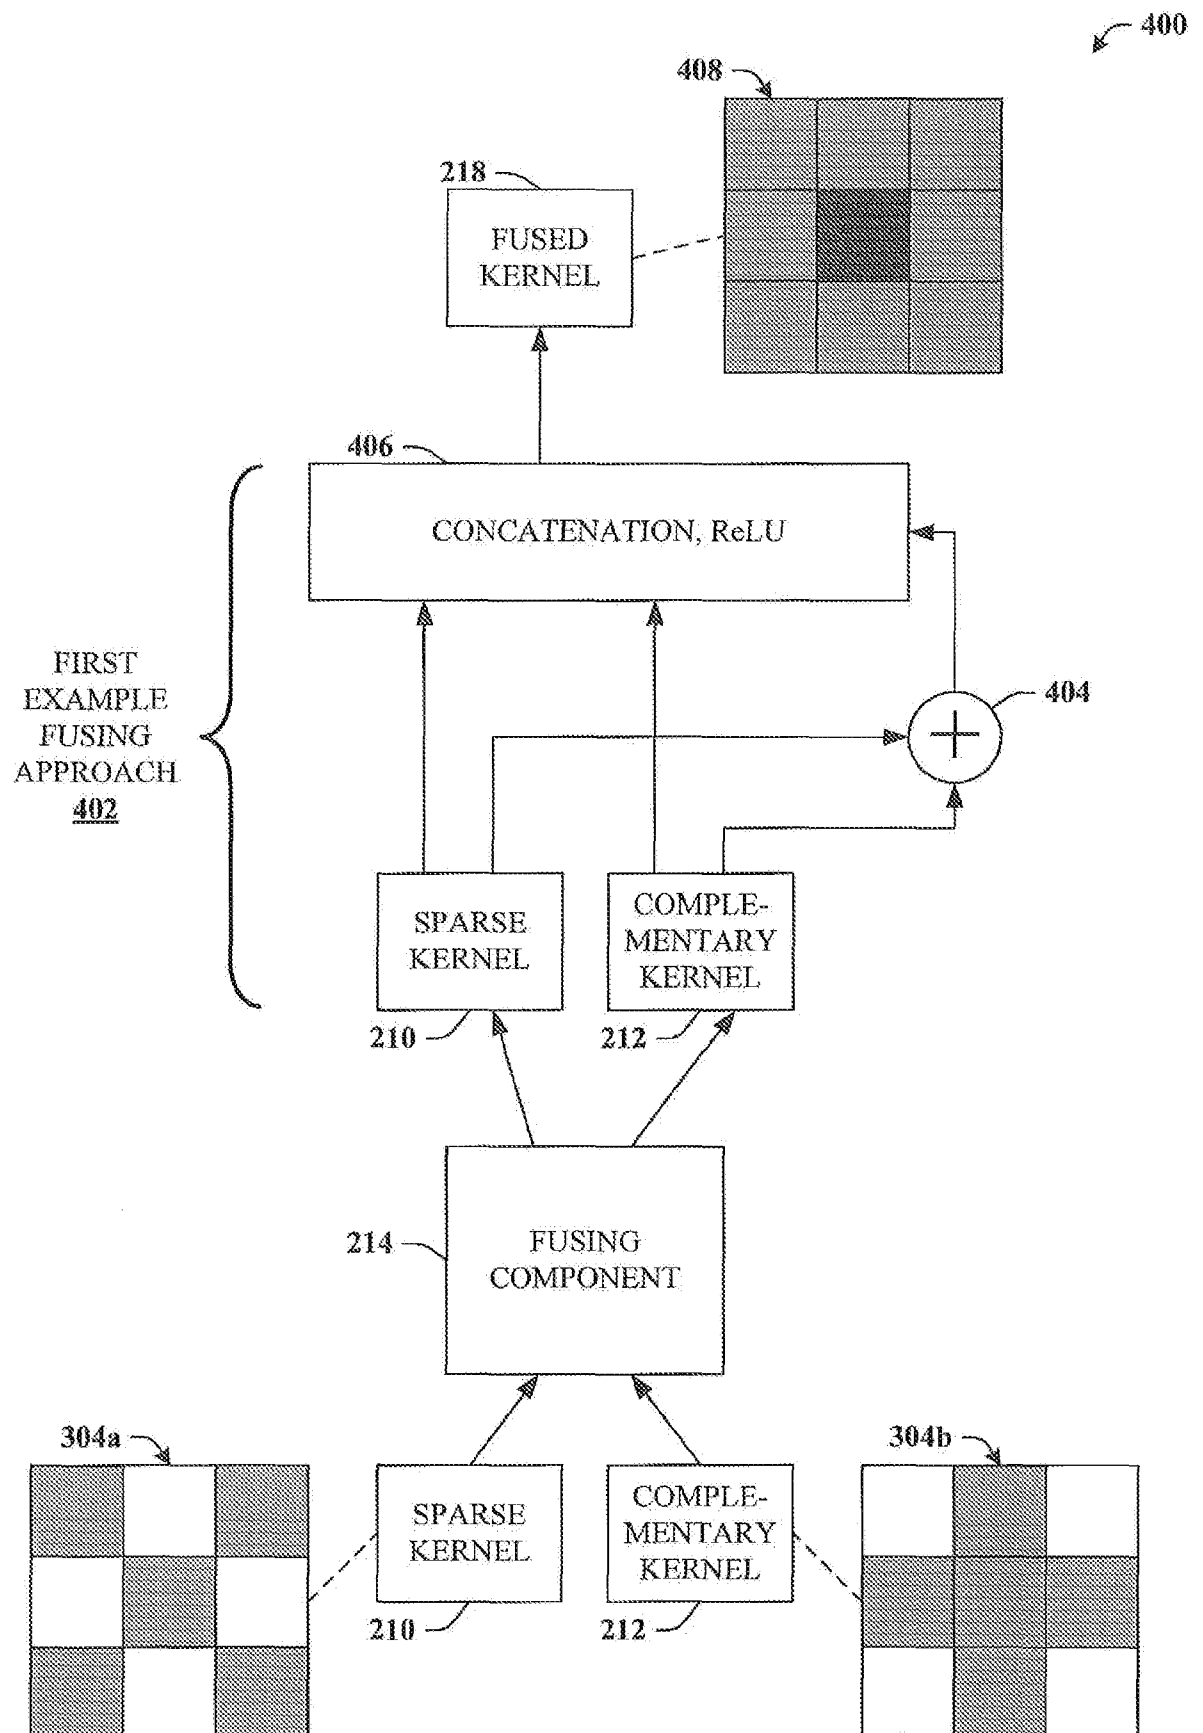 400
408
218
FUSED
KERNEL
406
CONCATENATION, ReLU
FIRST
EXAMPLE
FUSING
APPROACH
402
404
+
SPARSE
KERNEL
COMPLE-
MENTARY
KERNEL
210
212
214
FUSING
COMPONENT
304a
304b
SPARSE
KERNEL
COMPLE-
MENTARY
KERNEL
210
212